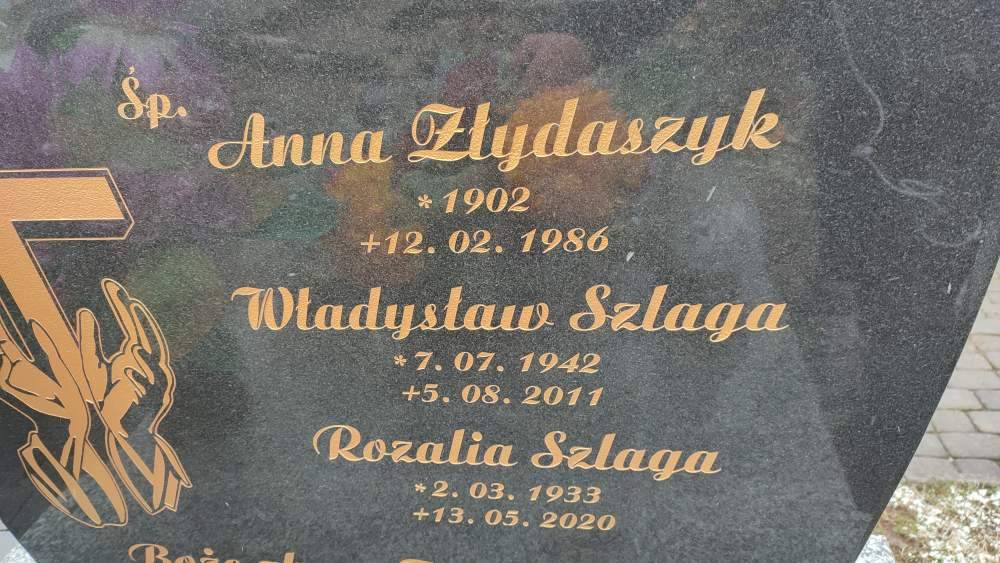 Śp.
Anna Złydaszyk
*1902
+12. 02. 1986
Władysław Szlaga
*7. 07. 1942
+5. 08. 2011
Rozalia Szlaga
*2. 03. 1933
+13. 05. 2020